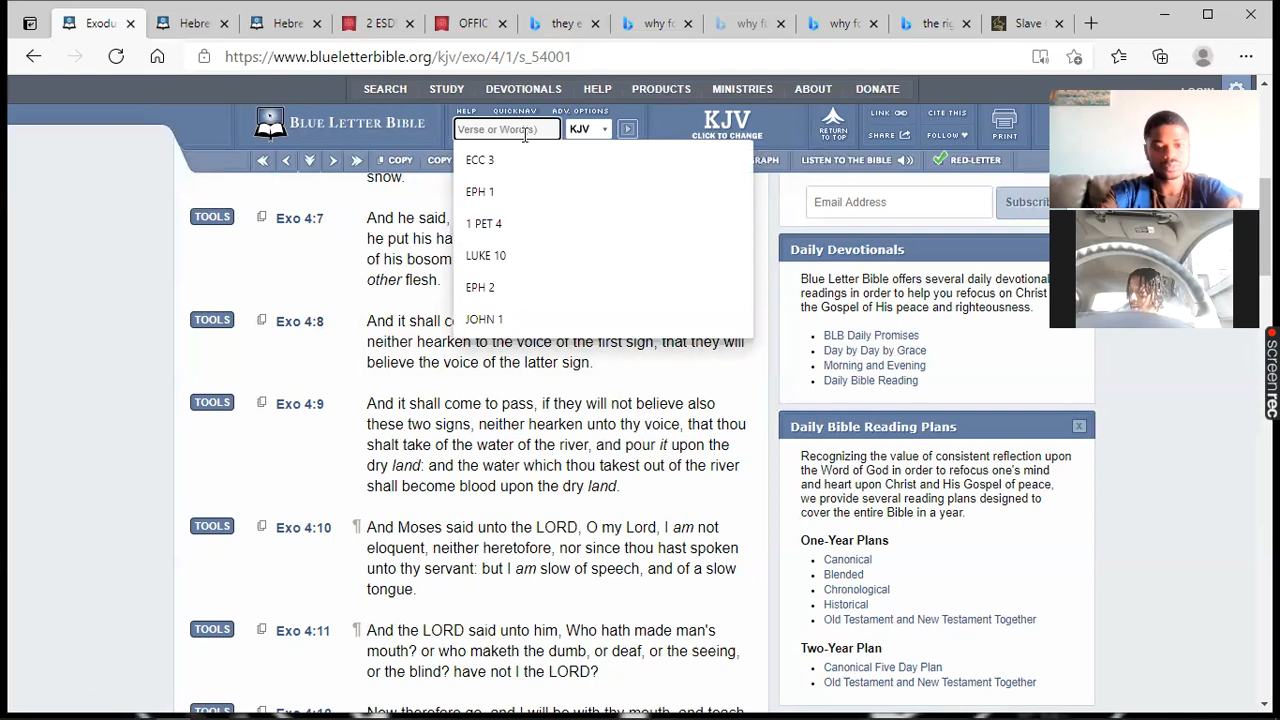 Exodu
Hebre
Hebre
2 ESD
OFFIC
they e
why fo
why fo
why fo
the rig
Slave
https://www.blueletterbible.org/kjv/exo/4/1/s_54001
SEARCH STUDY DEVOTIONALS HELP PRODUCTS MINISTRIES ABOUT DONATE
BLUE LETTER BIBLE
HELP QUICKNAV ADV. OPTIONS
Verse or Word(s)
KJV
KJV
CLICK TO CHANGE
RETURN
TO TOP
LINK
CITE THIS
SHARE
FOLLOW
PRINT
COPY
COPY
LISTEN TO THE BIBLE
RED-LETTER
ECC 3
EPH 1
1 PET 4
LUKE 10
EPH 2
JOHN 1
snow.
TOOLS Exo 4:7 And he said,
he put his ha
of his bosom
other flesh.
TOOLS Exo 4:8 And it shall c
neither hearken to the voice of the first sign, that they will
believe the voice of the latter sign.
TOOLS Exo 4:9 And it shall come to pass, if they will not believe also
these two signs, neither hearken unto thy voice, that thou
shalt take of the water of the river, and pour it upon the
dry land: and the water which thou takest out of the river
shall become blood upon the dry land.
TOOLS Exo 4:10 ¶ And Moses said unto the LORD, O my Lord, I am not
eloquent, neither heretofore, nor since thou hast spoken
unto thy servant: but I am slow of speech, and of a slow
tongue.
TOOLS Exo 4:11 ¶ And the LORD said unto him, Who hath made man's
mouth? or who maketh the dumb, or deaf, or the seeing,
or the blind? have not I the LORD?
Now therefore go, and I will be with thy mouth, and teach
Email Address
Subscrib
Daily Devotionals
Blue Letter Bible offers several daily devotional
readings in order to help you refocus on Christ
the Gospel of His peace and righteousness.
BLB Daily Promises
Day by Day by Grace
Morning and Evening
Daily Bible Reading
Daily Bible Reading Plans
x
Recognizing the value of consistent reflection upon
the Word of God in order to refocus one's mind
and heart upon Christ and His Gospel of peace,
we provide several reading plans designed to
cover the entire Bible in a year.
One-Year Plans
Canonical
Blended
Chronological
Historical
Old Testament and New Testament Together
Two-Year Plan
Canonical Five Day Plan
Old Testament and New Testament Together
screenrec